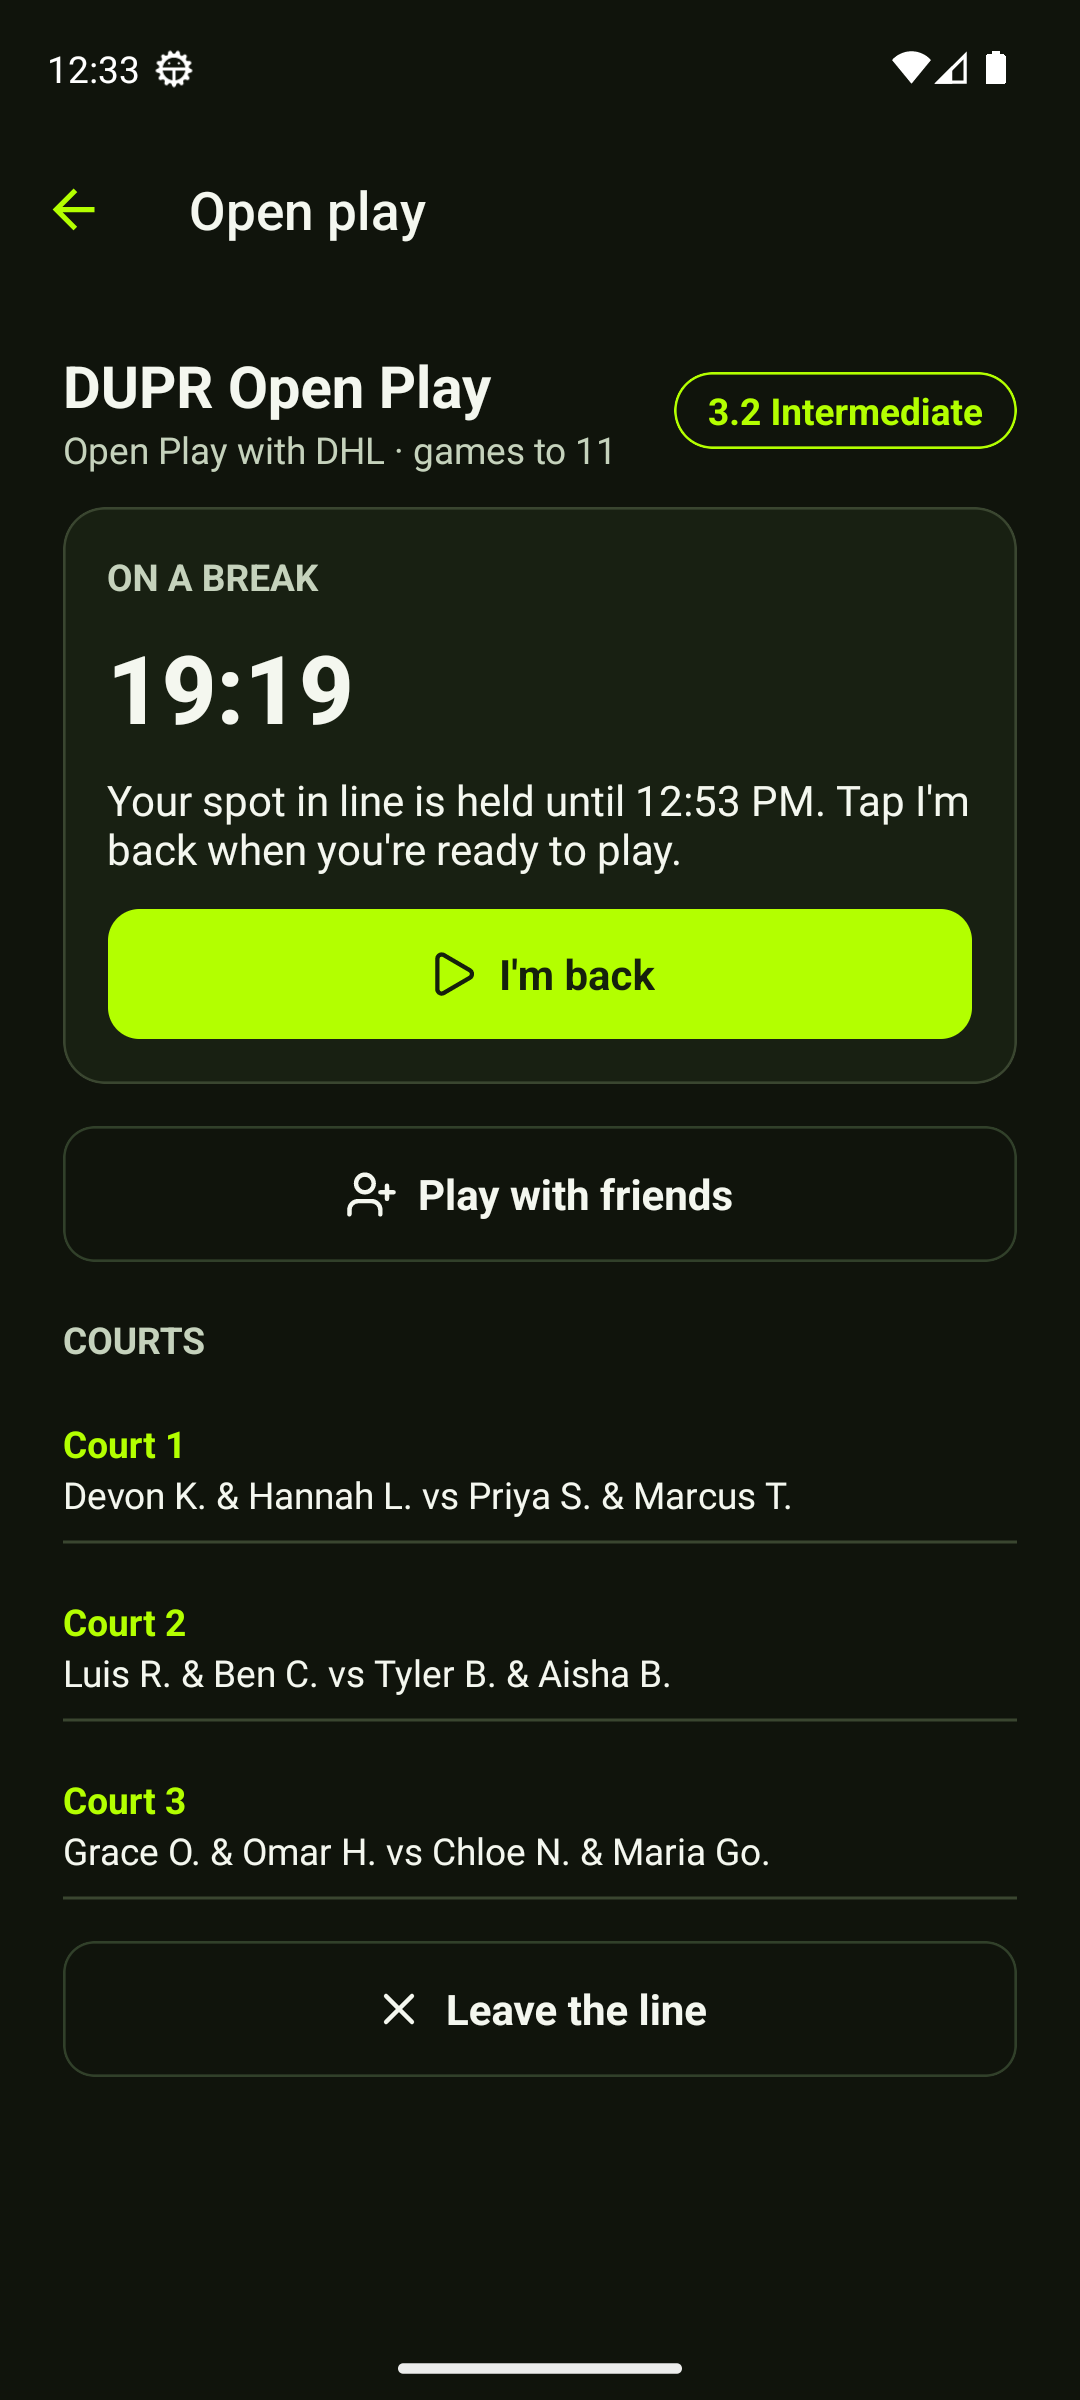 12:33
Open play
DUPR Open Play
3.2 Intermediate
Open Play with DHL · games to 11
ON A BREAK
19:19
Your spot in line is held until 12:53 PM. Tap I'm
back when you're ready to play.
I'm back
Play with friends
COURTS
Court 1
Devon K. & Hannah L. vs Priya S. & Marcus T.
Court 2
Luis R. & Ben C. vs Tyler B. & Aisha B.
Court 3
Grace O. & Omar H. vs Chloe N. & Maria Go.
Leave the line